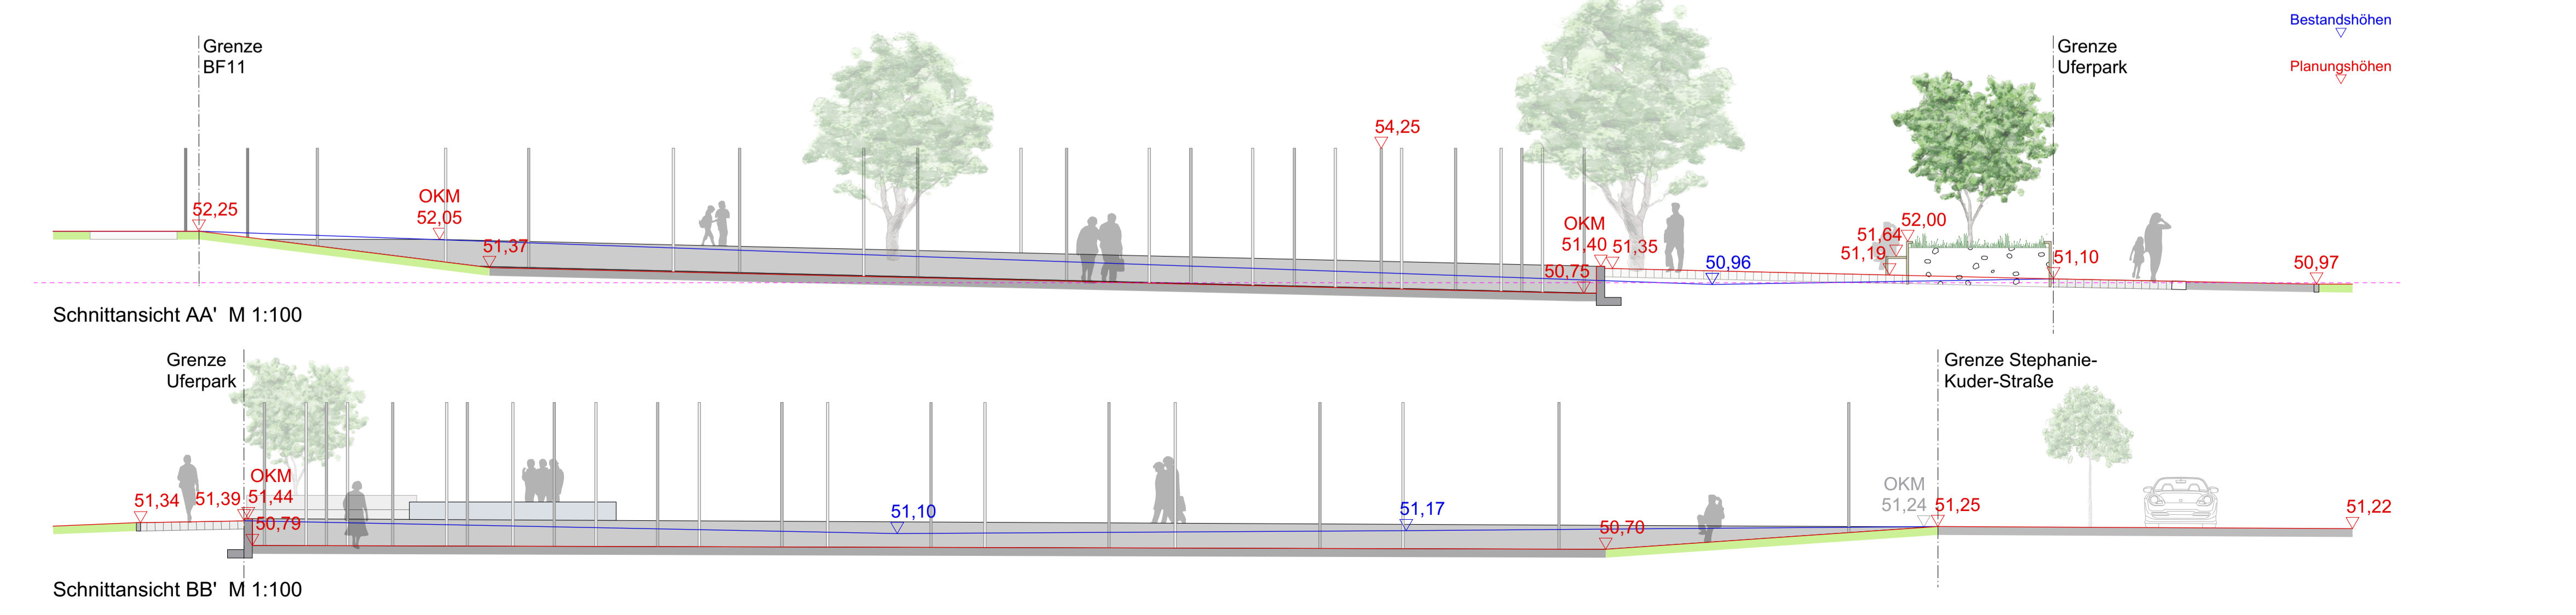 Bestandshöhen
Planungshöhen
Grenze
BF11
Grenze
Uferpark
54,25
52,25
OKM
52,05
51,37
OKM
51,40
51,35
50,75
50,96
51,64
52,00
51,19
51,10
50,97
Schnittansicht AA' M 1:100
Grenze
Uferpark
Grenze Stephanie-
Kuder-Straße
51,34
51,39
OKM
51,44
50,79
51,10
51,17
50,70
OKM
51,24
51,25
51,22
Schnittansicht BB' M 1:100